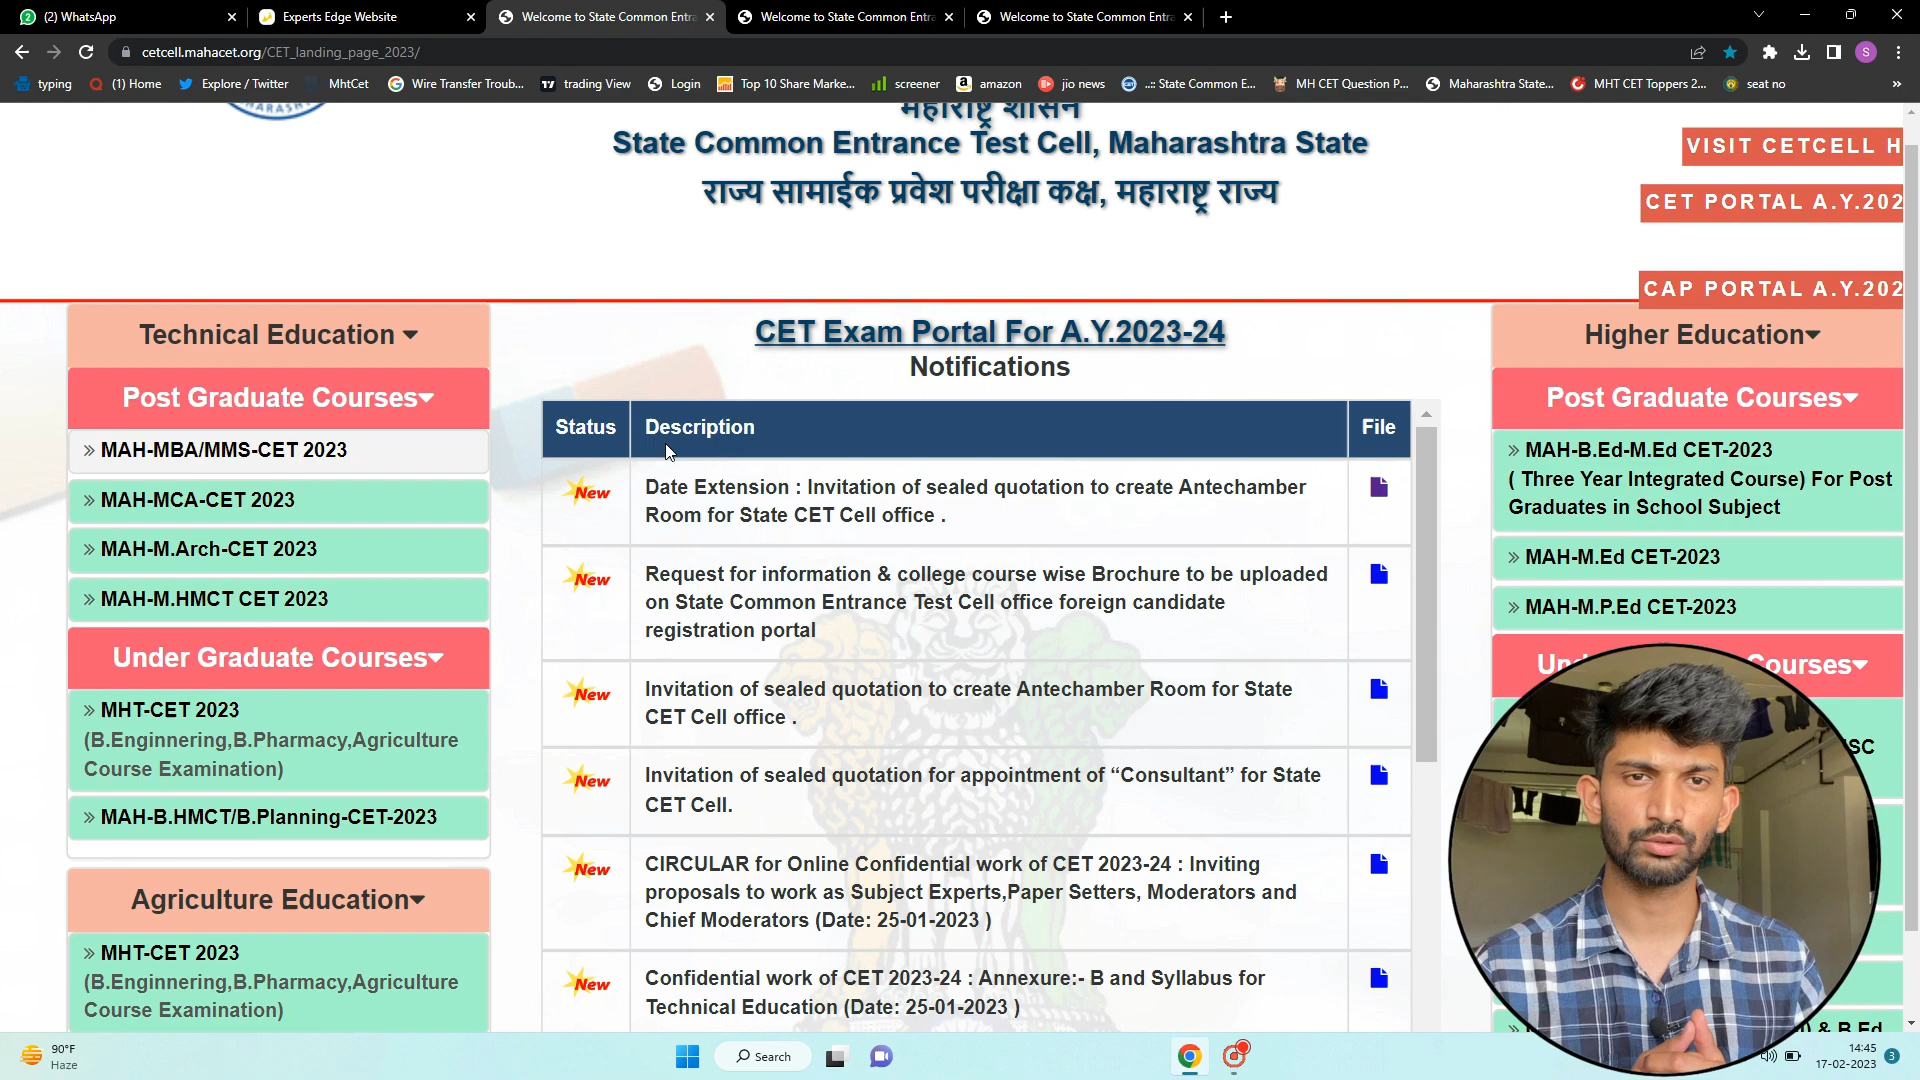 (2) WhatsApp
Experts Edge Website
Welcome to State Common Entra
Welcome to State Common Entra
Welcome to State Common Entra
cetcell.mahacet.org/CET_landing_page_2023/
S
typing
(1) Home
Explore / Twitter
MhtCet
Wire Transfer Troub...
trading View
Login
Top 10 Share Marke...
screener
amazon
jio news
..:: State Common E...
MH CET Question P...
Maharashtra State...
MHT CET Toppers 2...
seat no
महाराष्ट्र शासन
State Common Entrance Test Cell, Maharashtra State
राज्य सामाईक प्रवेश परीक्षा कक्ष, महाराष्ट्र राज्य
VISIT CETCELL H
CET PORTAL A.Y.202
CAP PORTAL A.Y.202
Technical Education
Post Graduate Courses
» MAH-MBA/MMS-CET 2023
» MAH-MCA-CET 2023
» MAH-M.Arch-CET 2023
» MAH-M.HMCT CET 2023
Under Graduate Courses
» MHT-CET 2023
(B.Enginnering,B.Pharmacy,Agriculture
Course Examination)
» MAH-B.HMCT/B.Planning-CET-2023
Agriculture Education
» MHT-CET 2023
(B.Enginnering,B.Pharmacy,Agriculture
Course Examination)
CET Exam Portal For A.Y.2023-24
Notifications
Status Description File
New Date Extension : Invitation of sealed quotation to create Antechamber
Room for State CET Cell office .
New Request for information & college course wise Brochure to be uploaded
on State Common Entrance Test Cell office foreign candidate
registration portal
New Invitation of sealed quotation to create Antechamber Room for State
CET Cell office .
New Invitation of sealed quotation for appointment of “Consultant” for State
CET Cell.
New CIRCULAR for Online Confidential work of CET 2023-24 : Inviting
proposals to work as Subject Experts,Paper Setters, Moderators and
Chief Moderators (Date: 25-01-2023 )
New Confidential work of CET 2023-24 : Annexure:- B and Syllabus for
Technical Education (Date: 25-01-2023 )
Higher Education
Post Graduate Courses
» MAH-B.Ed-M.Ed CET-2023
( Three Year Integrated Course) For Post
Graduates in School Subject
» MAH-M.Ed CET-2023
» MAH-M.P.Ed CET-2023
Courses
SC
& B.Ed
90°F
Haze
Search
14:45
17-02-2023
3